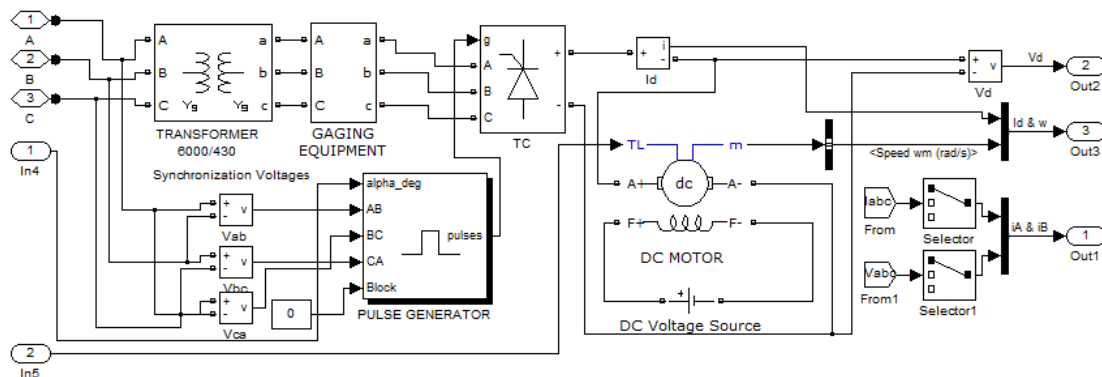 1
A
2
B
3
C
1
In4
2
In5
A
B
C
a
b
c
Yg
Yg
TRANSFORMER
6000/430
A
B
C
a
b
c
GAGING
EQUIPMENT
Synchronization Voltages
+
-
v
Vab
+
-
v
Vbc
+
-
v
Vca
0
alpha_deg
AB
BC
CA
Block
pulses
PULSE GENERATOR
g
A
B
C
+
-
TC
+
i
-
Id
TL
m
A+
dc
A-
F+
F-
DC MOTOR
+
DC Voltage Source
+
-
v
Vd
Vd
2
Out2
Id & w
3
Out3
<Speed wm (rad/s)>
Iabc
From
Selector
Vabc
From1
Selector1
iA & iB
1
Out1